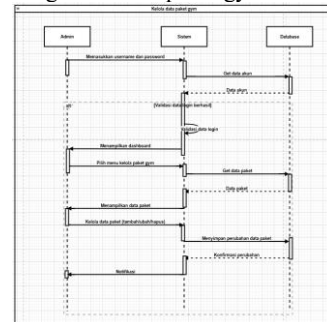 Kelola data paket gym
Admin
Sistem
Database
Memasukkan username dan password
Get data akun
Data akun
alt
[Validasi data login berhasil]
Validasi data login
Menampilkan dashboard
Pilih menu kelola paket gym
Get data paket
Data paket
Menampilkan data paket
Kelola data paket (tambah/ubah/hapus)
Menyimpan perubahan data paket
Konfirmasi perubahan
Notifikasi